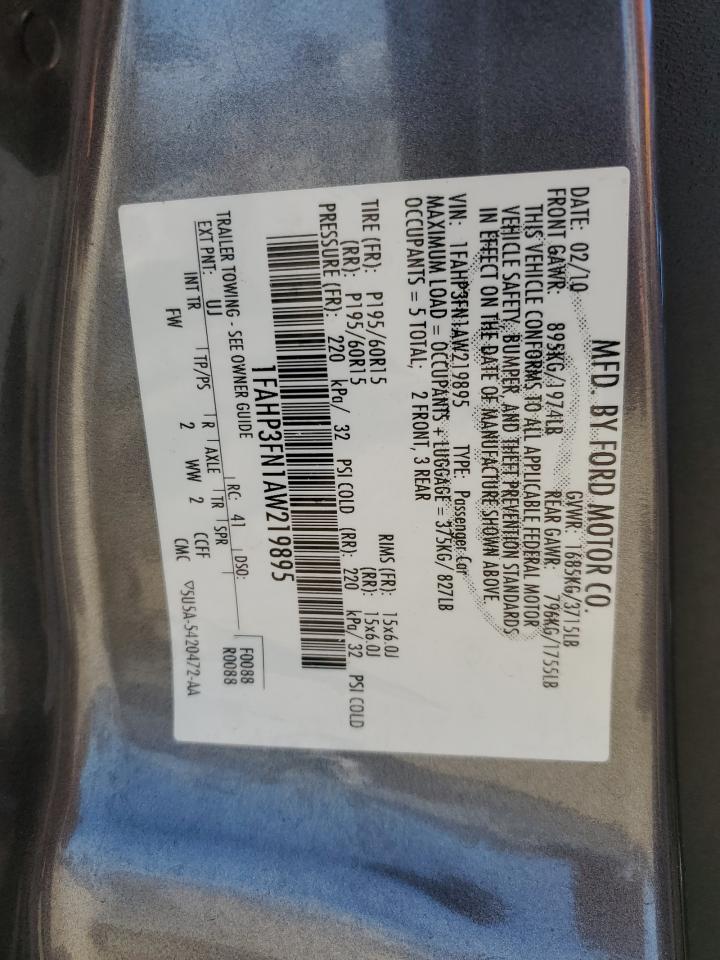 MFD. BY FORD MOTOR CO.
DATE: 02/10 GVWR: 1685KG/3715LB
FRONT GAWR: 895KG/1974LB REAR GAWR: 796KG/1755LB
THIS VEHICLE CONFORMS TO ALL APPLICABLE FEDERAL MOTOR
VEHICLE SAFETY, BUMPER, AND THEFT PREVENTION STANDARDS
IN EFFECT ON THE DATE OF MANUFACTURE SHOWN ABOVE.
VIN: 1FAHP3FN1AW219895 TYPE: Passenger Car
MAXIMUM LOAD = OCCUPANTS + LUGGAGE = 375KG/827LB
OCCUPANTS = 5 TOTAL; 2 FRONT, 3 REAR
TIRE (FR): P195/60R15 RIMS (FR): 15x6.0J
(RR): P195/60R15 (RR): 15x6.0J
PRESSURE (FR): 220 kPa/ 32 PSI COLD (RR): 220 kPa/ 32 PSI COLD
1FAHP3FN1AW219895
TRAILER TOWING - SEE OWNER GUIDE
EXT PNT: UJ RC: 41 DSO: F0088
R0088
INT TR TP/PS R AXLE TR SPR
FW 2 WW 2 CCFF
CMC ▽5U5A-5420472-AA